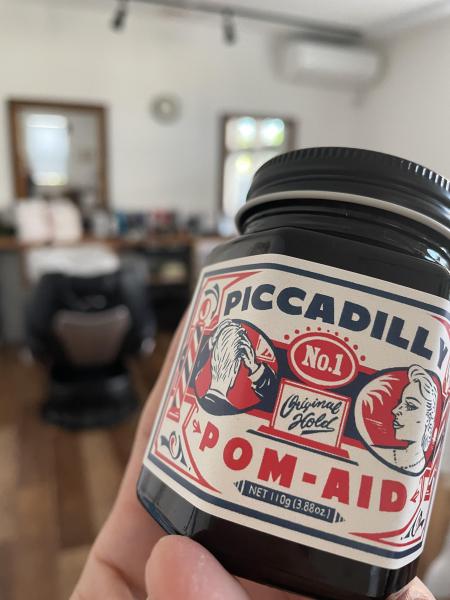 PICCADILLY
No.1
Original
Hold
POM-AID
NET 110g (3.88oz.)